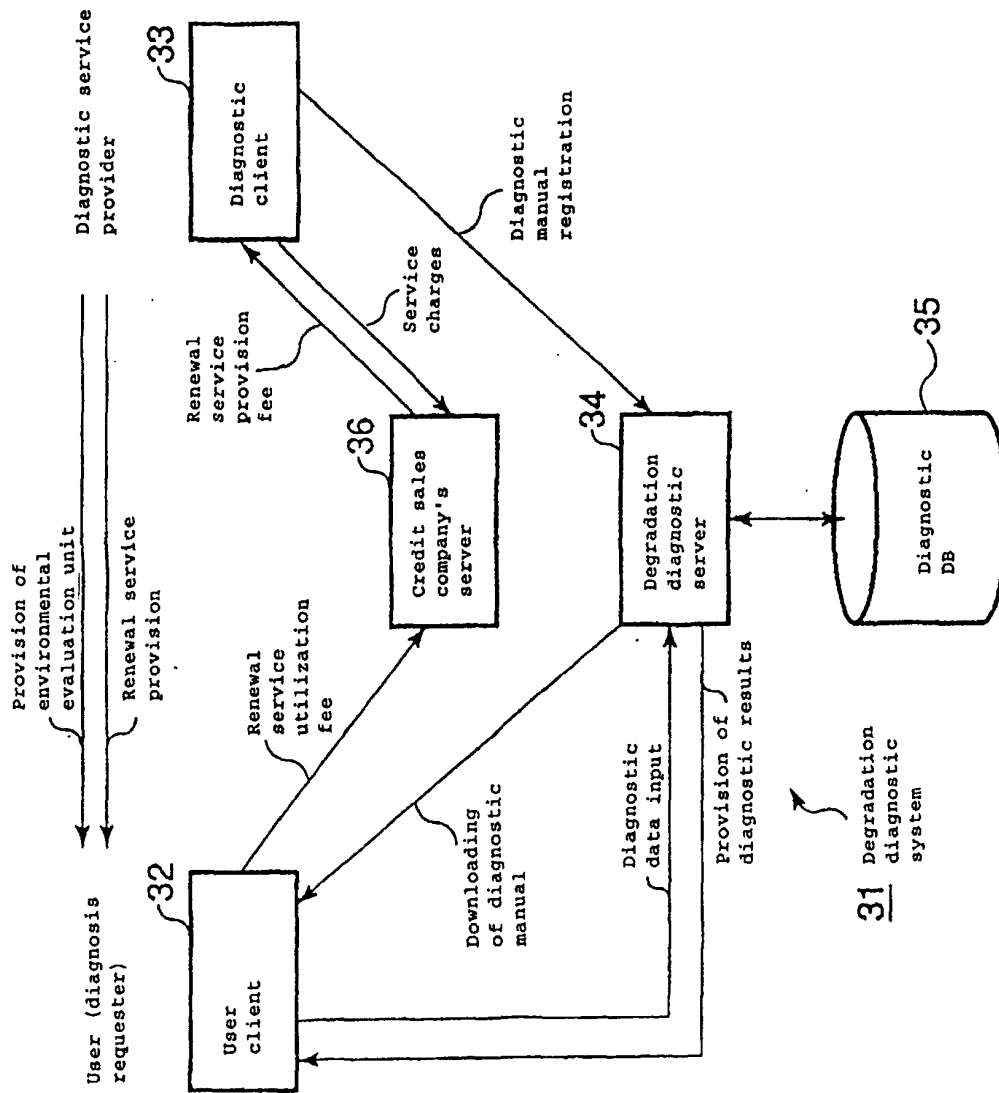 User (diagnosis
requester)
Provision of
environmental
evaluation unit
Renewal service
provision
Diagnostic service
provider
32
User
client
33
Diagnostic
client
Renewal
service
utilization
fee
Renewal
service
provision
fee
Service
charges
36
Credit sales
company's
server
Downloading
of diagnostic
manual
Diagnostic
manual
registration
34
Degradation
diagnostic
server
Diagnostic
data input
Provision of
diagnostic results
35
Diagnostic
DB
31
Degradation
diagnostic
system